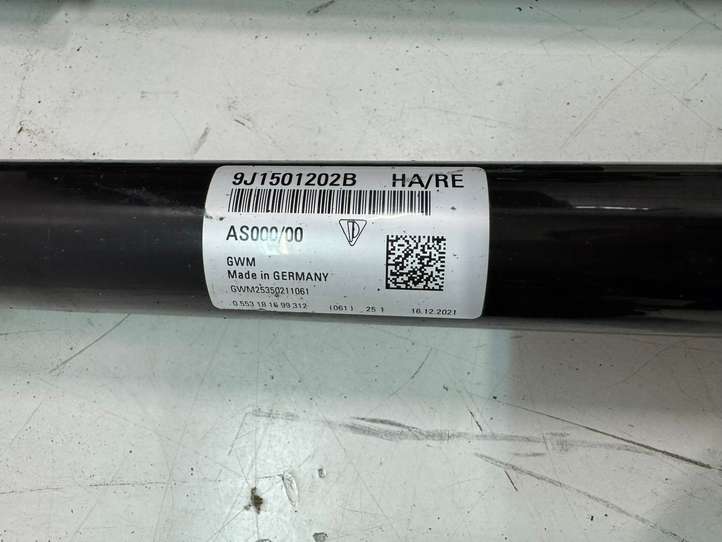 9J1501202B HA/RE
AS000/00
GWM
Made in GERMANY
GWM25350211061
0 553 18 16 99 312 (061) 25 1 16.12.2021